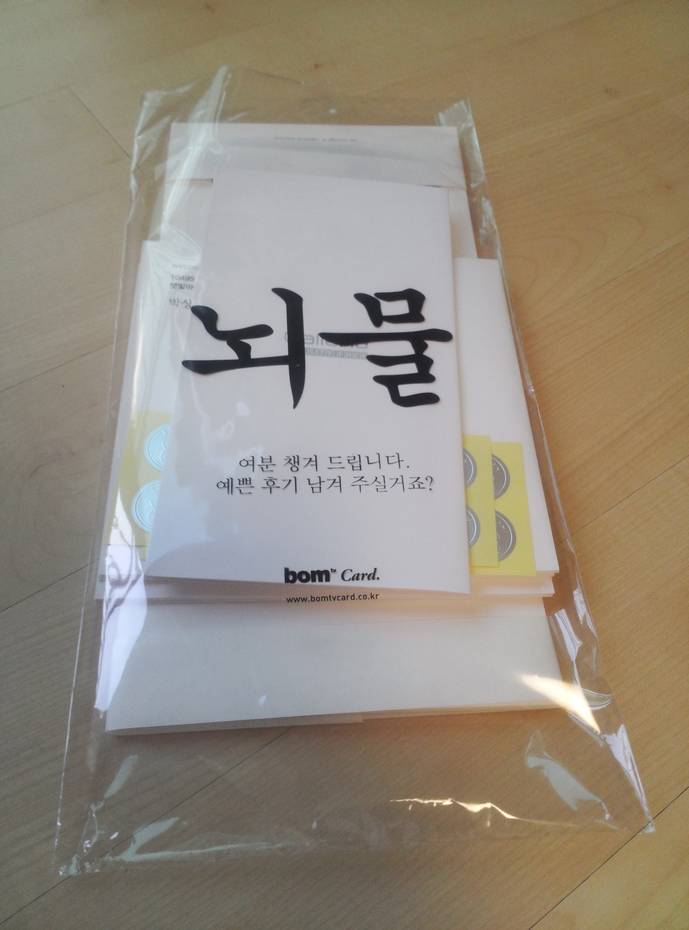 뇌물
여분 챙겨 드립니다.
예쁜 후기 남겨 주실거죠?
bom™ Card.
www.bomtvcard.co.kr